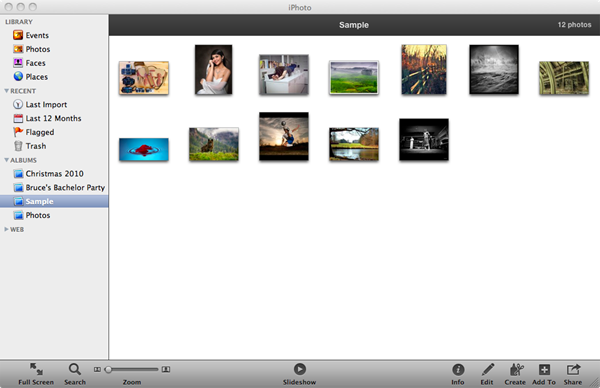 iPhoto
LIBRARY
Events
Photos
Faces
Places
RECENT
Last Import
Last 12 Months
Flagged
Trash
ALBUMS
Christmas 2010
Bruce's Bachelor Party
Sample
Photos
WEB
Sample
12 photos
Full Screen
Search
Zoom
Slideshow
Info
Edit
Create
Add To
Share